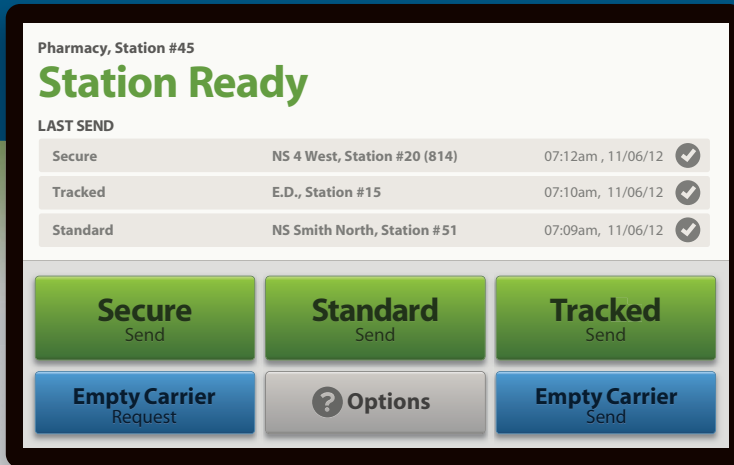 Pharmacy, Station #45
Station Ready
LAST SEND
Secure NS 4 West, Station #20 (814) 07:12am , 11/06/12
Tracked E.D., Station #15 07:10am, 11/06/12
Standard NS Smith North, Station #51 07:09am, 11/06/12
Secure
Send
Standard
Send
Tracked
Send
Empty Carrier
Request
? Options
Empty Carrier
Send